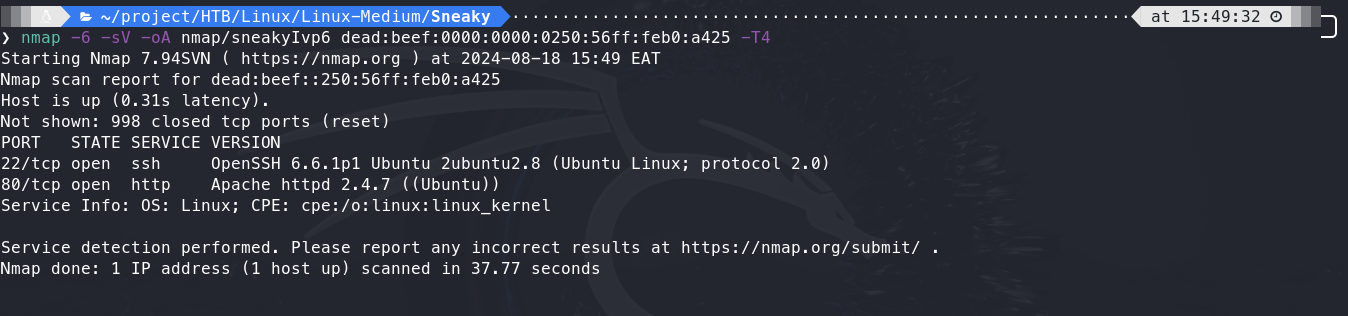 ~/project/HTB/Linux/Linux-Medium/Sneaky at 15:49:32
❯ nmap -6 -sV -oA nmap/sneakyIvp6 dead:beef:0000:0000:0250:56ff:feb0:a425 -T4
Starting Nmap 7.94SVN ( https://nmap.org ) at 2024-08-18 15:49 EAT
Nmap scan report for dead:beef::250:56ff:feb0:a425
Host is up (0.31s latency).
Not shown: 998 closed tcp ports (reset)
PORT   STATE SERVICE VERSION
22/tcp open  ssh     OpenSSH 6.6.1p1 Ubuntu 2ubuntu2.8 (Ubuntu Linux; protocol 2.0)
80/tcp open  http    Apache httpd 2.4.7 ((Ubuntu))
Service Info: OS: Linux; CPE: cpe:/o:linux:linux_kernel

Service detection performed. Please report any incorrect results at https://nmap.org/submit/ .
Nmap done: 1 IP address (1 host up) scanned in 37.77 seconds